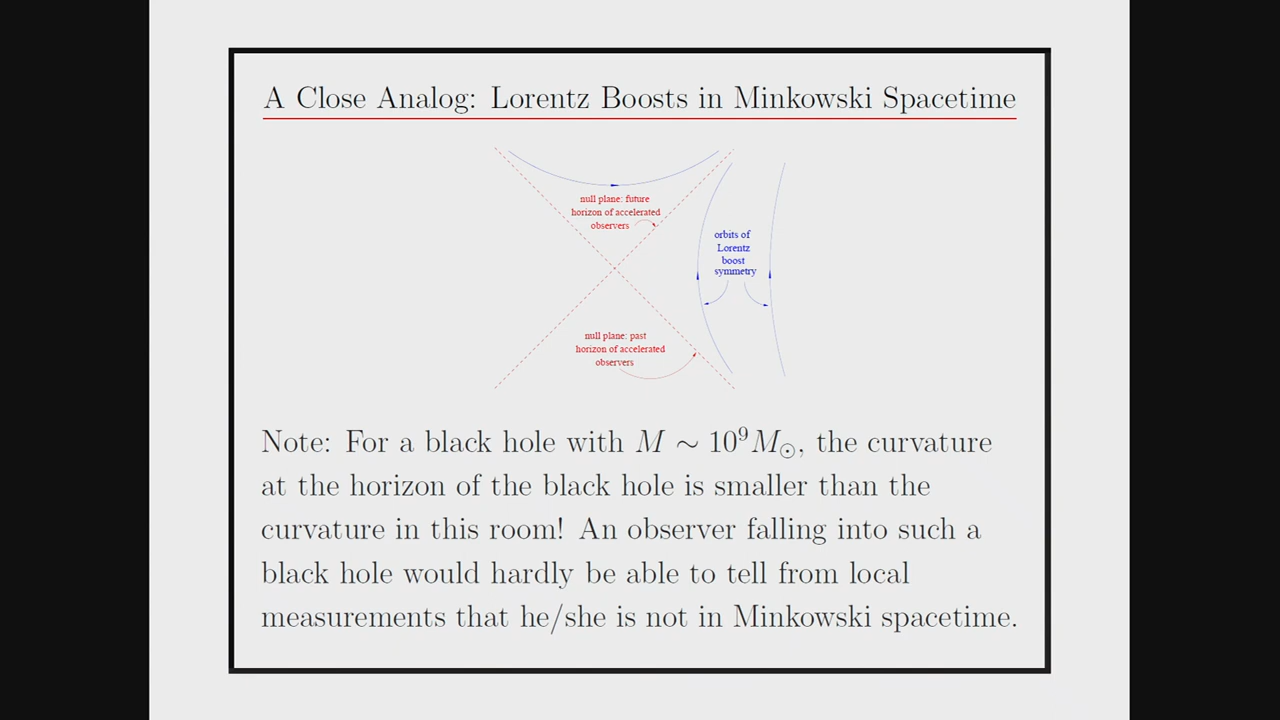 A Close Analog: Lorentz Boosts in Minkowski Spacetime
null plane: future
horizon of accelerated
observers
orbits of
Lorentz
boost
symmetry
null plane: past
horizon of accelerated
observers
Note: For a black hole with M ∼ 10⁹M⊙, the curvature
at the horizon of the black hole is smaller than the
curvature in this room! An observer falling into such a
black hole would hardly be able to tell from local
measurements that he/she is not in Minkowski spacetime.